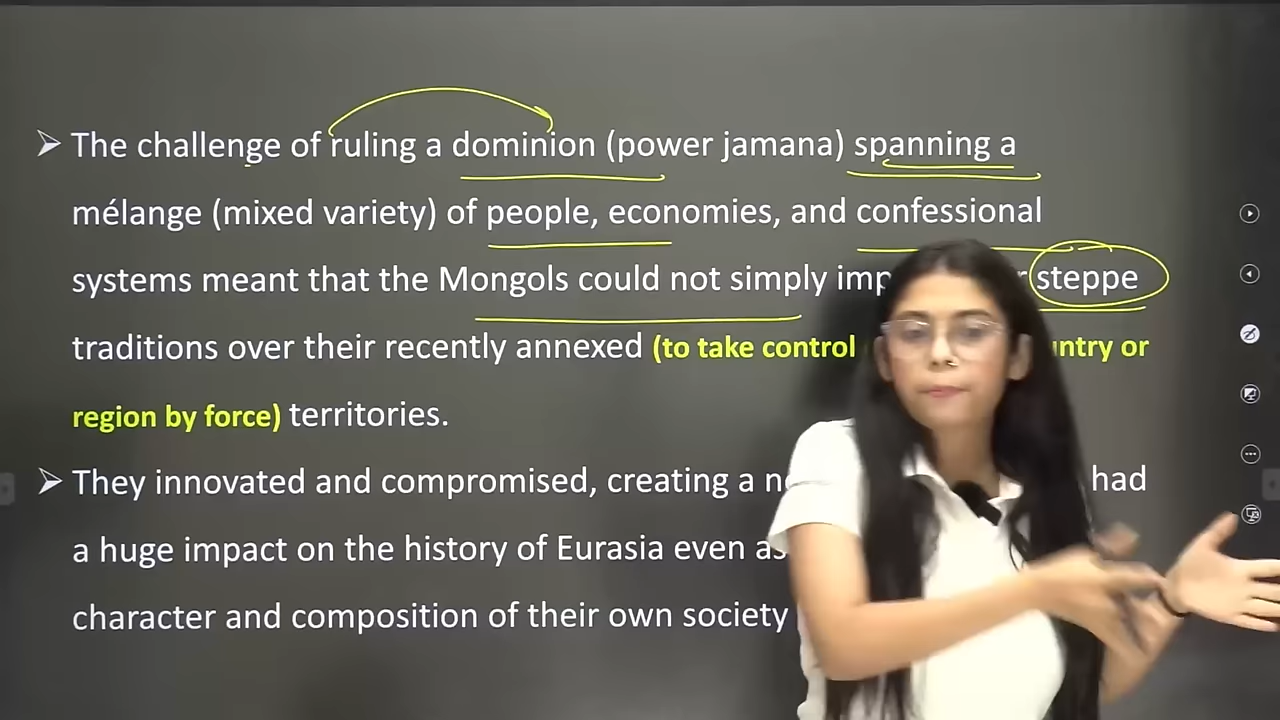 ➤ The challenge of ruling a dominion (power jamana) spanning a
mélange (mixed variety) of people, economies, and confessional
systems meant that the Mongols could not simply steppe
traditions over their recently annexed (to take control or
region by force) territories.
➤ They innovated and compromised, creating a had
a huge impact on the history of Eurasia even as
character and composition of their own society